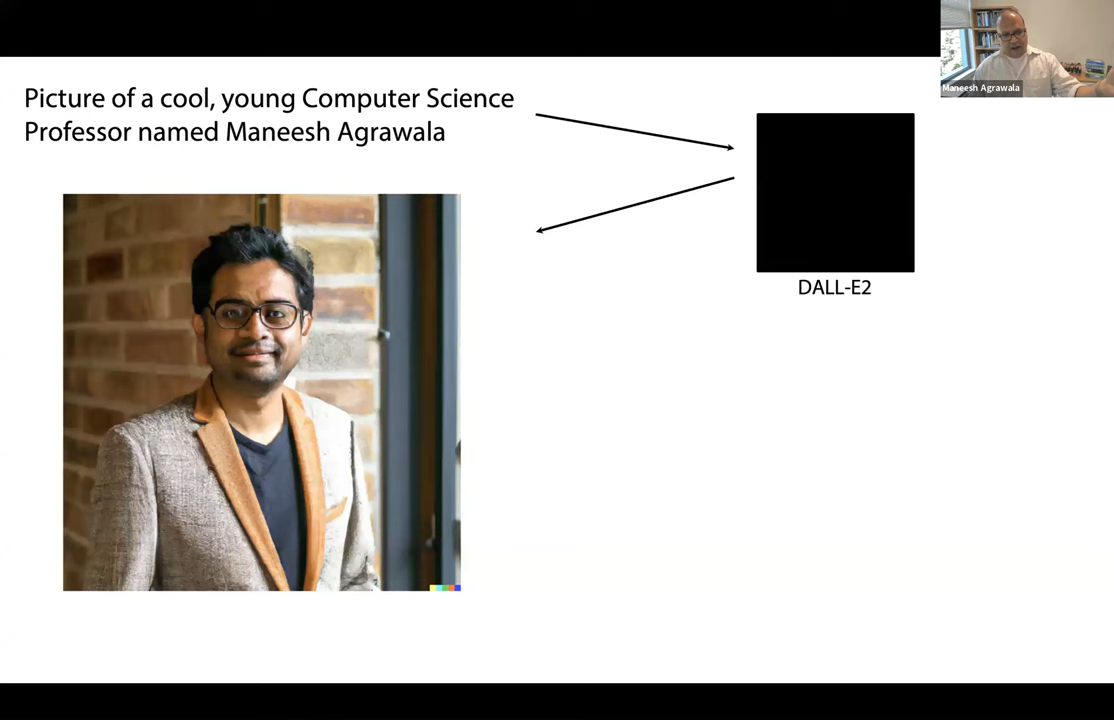 Picture of a cool, young Computer Science
Professor named Maneesh Agrawala
Maneesh Agrawala
DALL-E2